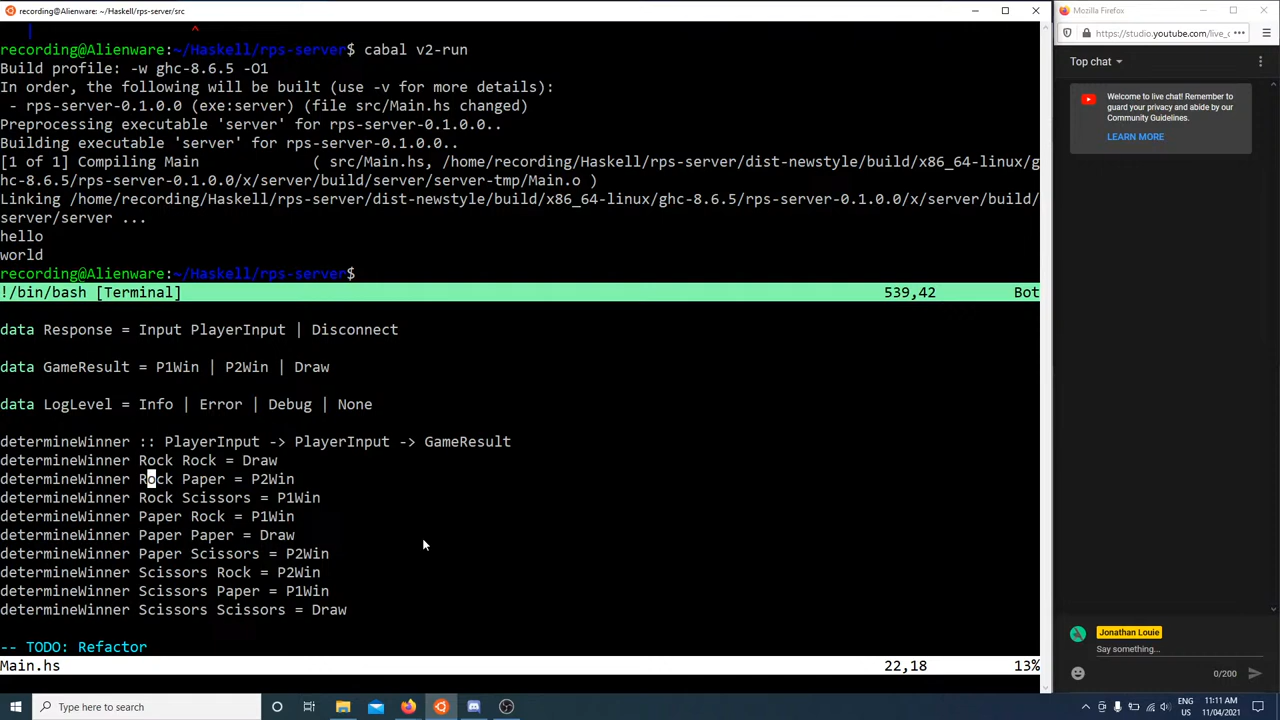 recording@Alienware: ~/Haskell/rps-server/src
|                   ^
recording@Alienware:~/Haskell/rps-server$ cabal v2-run
Build profile: -w ghc-8.6.5 -O1
In order, the following will be built (use -v for more details):
 - rps-server-0.1.0.0 (exe:server) (file src/Main.hs changed)
Preprocessing executable 'server' for rps-server-0.1.0.0..
Building executable 'server' for rps-server-0.1.0.0..
[1 of 1] Compiling Main             ( src/Main.hs, /home/recording/Haskell/rps-server/dist-newstyle/build/x86_64-linux/g
hc-8.6.5/rps-server-0.1.0.0/x/server/build/server/server-tmp/Main.o )
Linking /home/recording/Haskell/rps-server/dist-newstyle/build/x86_64-linux/ghc-8.6.5/rps-server-0.1.0.0/x/server/build/
server/server ...
hello
world
recording@Alienware:~/Haskell/rps-server$
!/bin/bash [Terminal] 539,42 Bot
data Response = Input PlayerInput | Disconnect
data GameResult = P1Win | P2Win | Draw
data LogLevel = Info | Error | Debug | None
determineWinner :: PlayerInput -> PlayerInput -> GameResult
determineWinner Rock Rock = Draw
determineWinner Rock Paper = P2Win
determineWinner Rock Scissors = P1Win
determineWinner Paper Rock = P1Win
determineWinner Paper Paper = Draw
determineWinner Paper Scissors = P2Win
determineWinner Scissors Rock = P2Win
determineWinner Scissors Paper = P1Win
determineWinner Scissors Scissors = Draw
-- TODO: Refactor
Main.hs 22,18 13%
Mozilla Firefox
https://studio.youtube.com/live_c
Top chat
Welcome to live chat! Remember to
guard your privacy and abide by our
Community Guidelines.
LEARN MORE
Jonathan Louie
Say something...
0/200
Type here to search
ENG
US
11:11 AM
11/04/2021